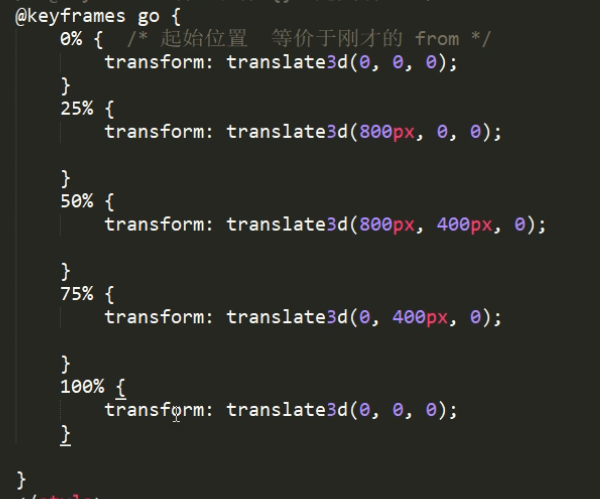 @keyframes go {
0% { /* 起始位置 等价于刚才的 from */
transform: translate3d(0, 0, 0);
}
25% {
transform: translate3d(800px, 0, 0);
}
50% {
transform: translate3d(800px, 400px, 0);
}
75% {
transform: translate3d(0, 400px, 0);
}
100% {
transform: translate3d(0, 0, 0);
}
}